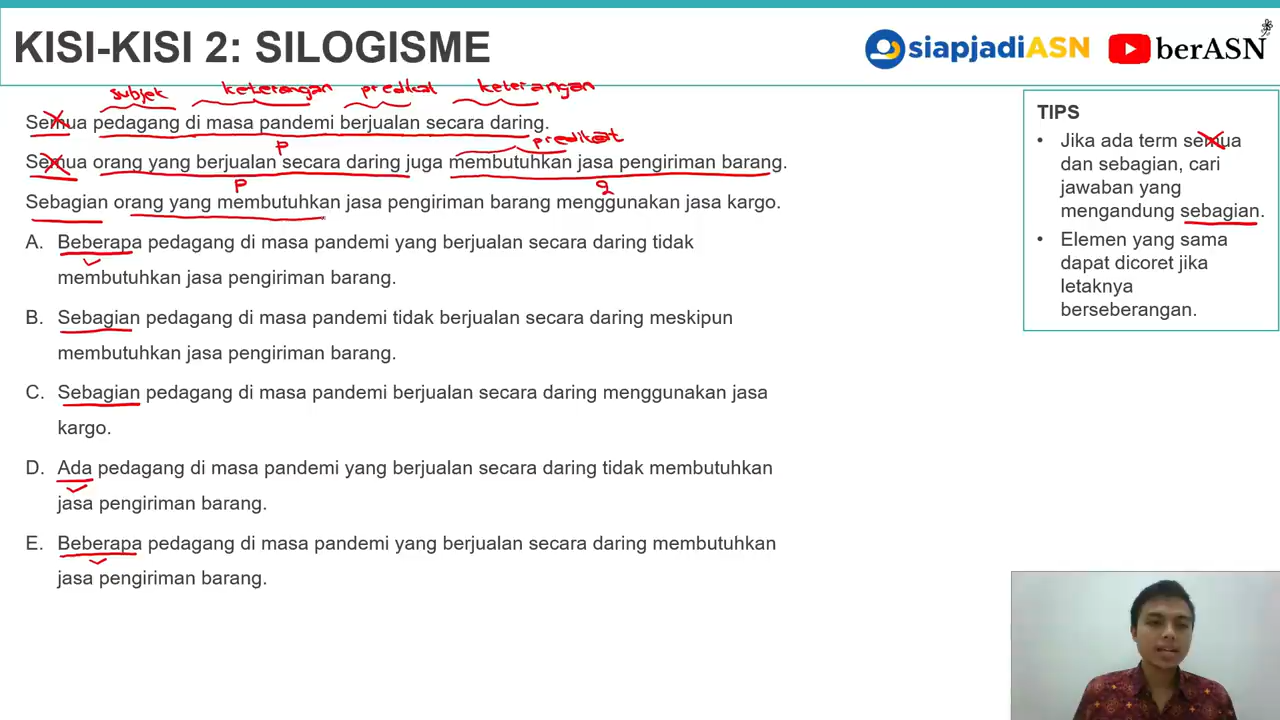 KISI-KISI 2: SILOGISME
siapjadiASN
berASN
subjek keterangan predikat keterangan
Semua pedagang di masa pandemi berjualan secara daring.
P predikat
Semua orang yang berjualan secara daring juga membutuhkan jasa pengiriman barang.
P q
Sebagian orang yang membutuhkan jasa pengiriman barang menggunakan jasa kargo.
A. Beberapa pedagang di masa pandemi yang berjualan secara daring tidak
membutuhkan jasa pengiriman barang.
B. Sebagian pedagang di masa pandemi tidak berjualan secara daring meskipun
membutuhkan jasa pengiriman barang.
C. Sebagian pedagang di masa pandemi berjualan secara daring menggunakan jasa
kargo.
D. Ada pedagang di masa pandemi yang berjualan secara daring tidak membutuhkan
jasa pengiriman barang.
E. Beberapa pedagang di masa pandemi yang berjualan secara daring membutuhkan
jasa pengiriman barang.
TIPS
• Jika ada term semua
dan sebagian, cari
jawaban yang
mengandung sebagian.
• Elemen yang sama
dapat dicoret jika
letaknya
berseberangan.